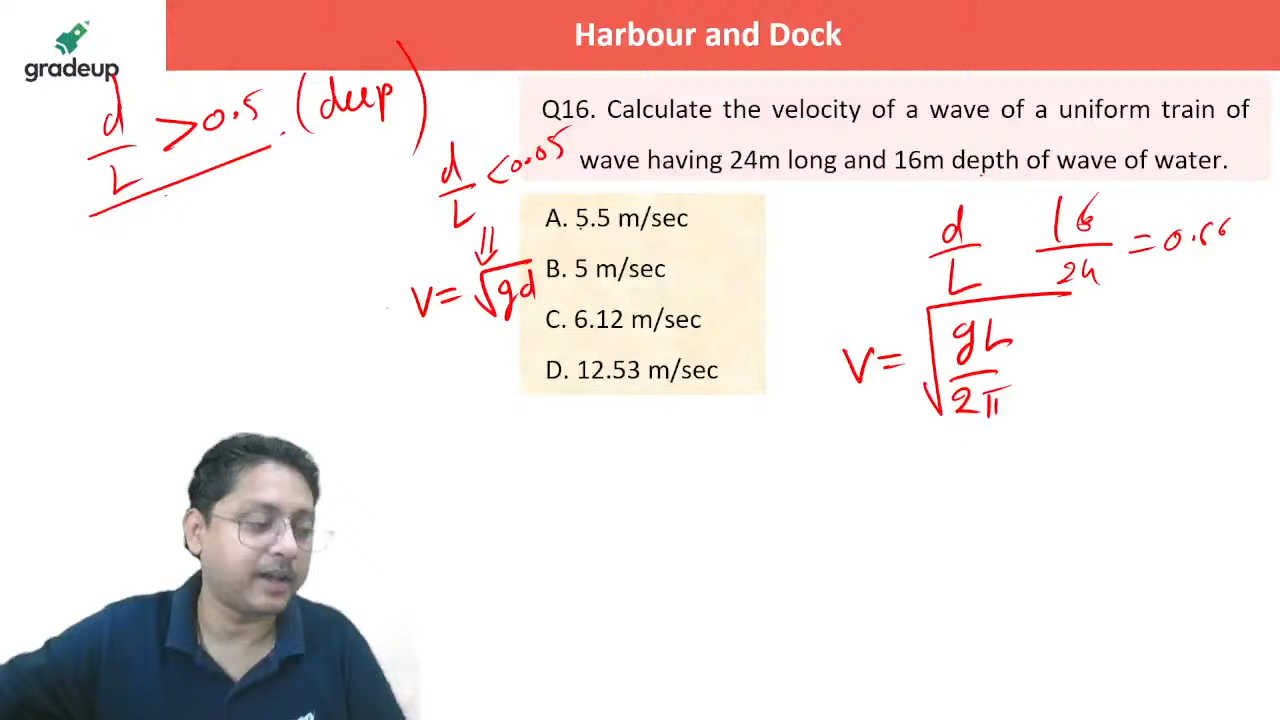 Harbour and Dock
gradeup
Q16. Calculate the velocity of a wave of a uniform train of
wave having 24m long and 16m depth of wave of water.
A. 5.5 m/sec
B. 5 m/sec
C. 6.12 m/sec
D. 12.53 m/sec
d/L > 0.5 (deep)
d/L < 0.05
⇓
V = √gd
d/L 16/24 = 0.66
V = √(gL/2π)